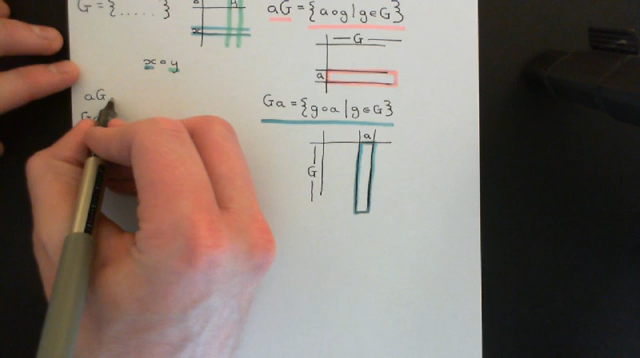 G = {.....}
y
x
x∘y
aG
aG = {a∘g | g∈G}
G
a
Ga = {g∘a | g∈G}
a
G